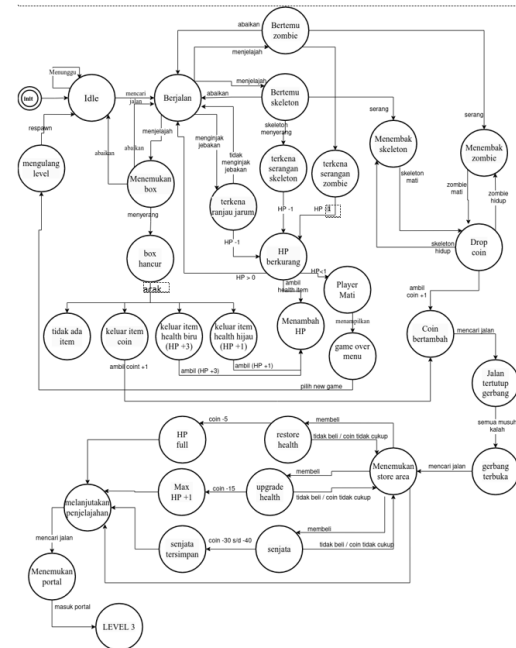 Init
Menunggu
Idle
mencari
jalan
Berjalan
abaikan
menjelajah
Bertemu
zombie
menjelajah
abaikan
Bertemu
skeleton
respawn
mengulang
level
abaikan
abaikan
menjelajah
Menemukan
box
menginjak
jebakan
tidak
menginjak
jebakan
terkena
ranjau jarum
skeleton
menyerang
terkena
serangan
skeleton
terkena
serangan
zombie
serang
Menembak
skeleton
serang
Menembak
zombie
skeleton
mati
zombie
mati
zombie
hidup
skeleton
hidup
Drop
coin
menyerang
box
hancur
acak
HP -1
HP -1
HP -1
HP
berkurang
HP > 0
HP<1
ambil
health item
Player
Mati
menampilkan
game over
menu
Menambah
HP
tidak ada
item
keluar item
coin
keluar item
health biru
(HP +3)
keluar item
health hijau
(HP +1)
ambil coint +1
ambil (HP +3)
ambil (HP +1)
pilih new game
ambil
coin +1
Coin
bertambah
mencari jalan
Jalan
tertutup
gerbang
semua musuh
kalah
gerbang
terbuka
mencari jalan
Menemukan
store area
membeli
tidak beli / coin tidak cukup
restore
health
coin -5
HP
full
membeli
tidak beli / coin tidak cukup
upgrade
health
coin -15
Max
HP +1
membeli
tidak beli / coin tidak cukup
senjata
coin -30 s/d -40
senjata
tersimpan
melanjutakan
penjelahan
mencari jalan
Menemukan
portal
masuk portal
LEVEL 3